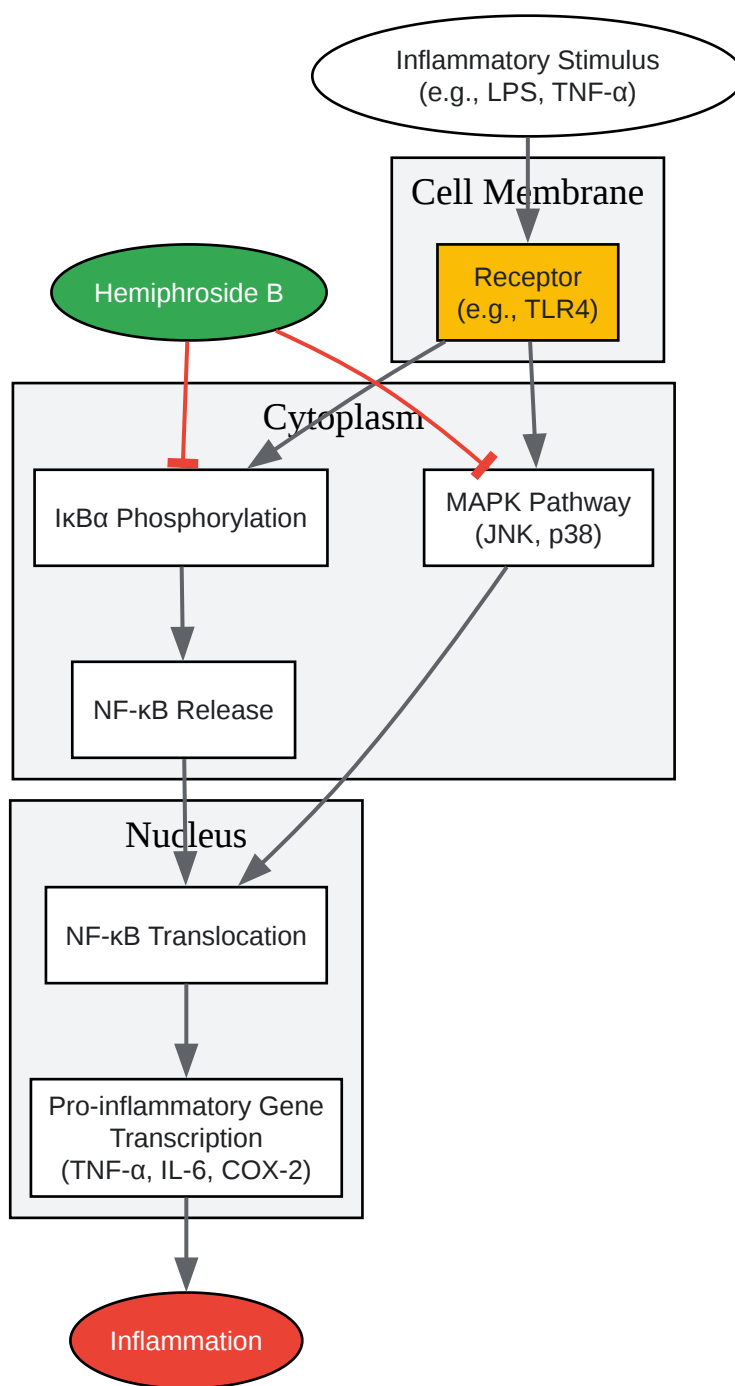 Inflammatory Stimulus
(e.g., LPS, TNF-α)
Cell Membrane
Receptor
(e.g., TLR4)
Hemiphroside B
Cytoplasm
IκBα Phosphorylation
MAPK Pathway
(JNK, p38)
NF-κB Release
Nucleus
NF-κB Translocation
Pro-inflammatory Gene
Transcription
(TNF-α, IL-6, COX-2)
Inflammation